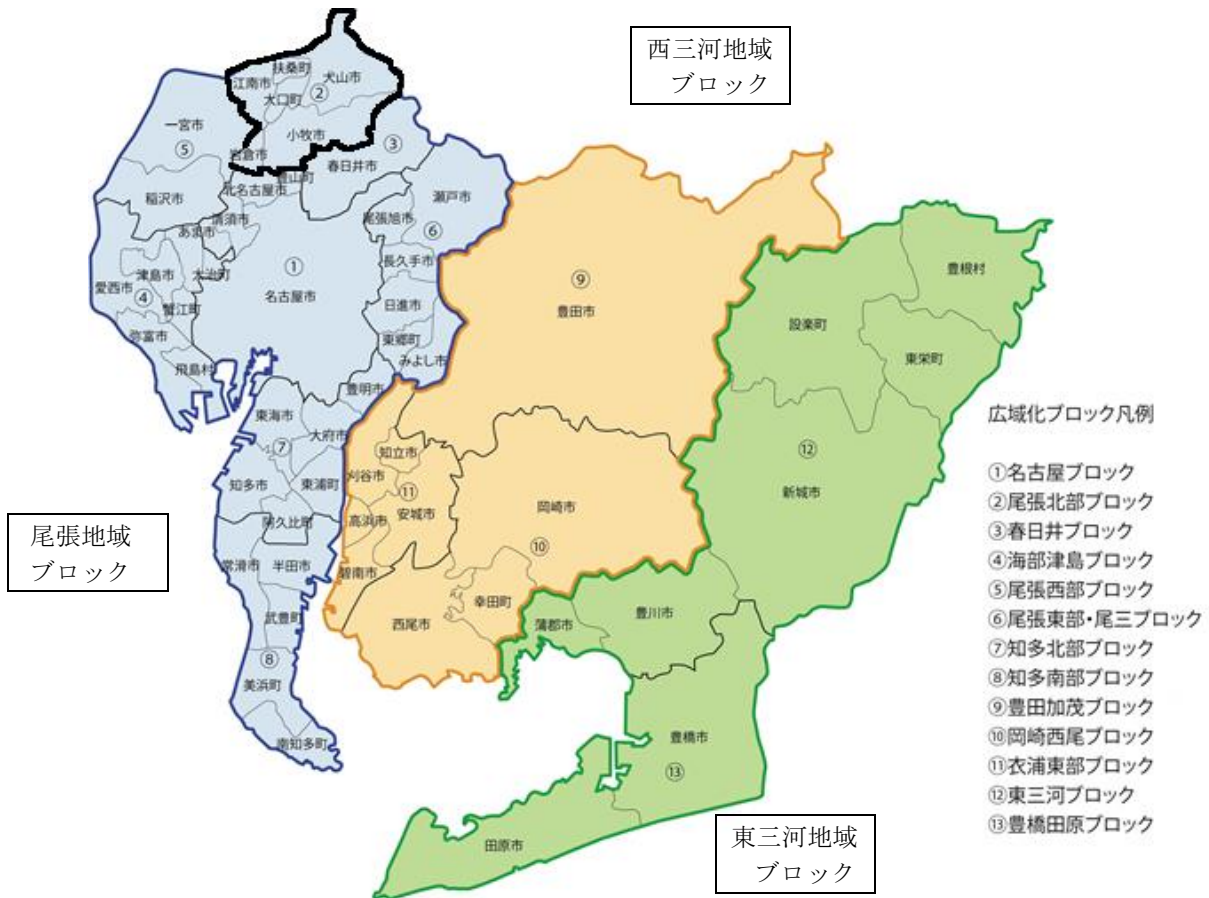 西三河地域
ブロック
扶桑町
犬山市
江南市
大口町
②
小牧市
岩倉市
一宮市
⑤
③
春日井市
豊山町
北名古屋市
稲沢市
清須市
あま市
瀬戸市
尾張旭市
⑥
長久手市
大治町
①
名古屋市
津島市
愛西市
④
蟹江町
弥富市
飛島村
日進市
東郷町
みよし市
豊明市
⑨
豊田市
豊根村
設楽町
東栄町
⑫
新城市
東海市
大府市
⑦
知多市
東浦町
阿久比町
常滑市
半田市
武豊町
⑧
美浜町
南知多町
知立市
刈谷市
⑪
高浜市
安城市
碧南市
岡崎市
⑩
幸田町
西尾市
蒲郡市
豊川市
豊橋市
⑬
田原市
尾張地域
ブロック
東三河地域
ブロック
広域化ブロック凡例
①名古屋ブロック
②尾張北部ブロック
③春日井ブロック
④海部津島ブロック
⑤尾張西部ブロック
⑥尾張東部・尾三ブロック
⑦知多北部ブロック
⑧知多南部ブロック
⑨豊田加茂ブロック
⑩岡崎西尾ブロック
⑪衣浦東部ブロック
⑫東三河ブロック
⑬豊橋田原ブロック